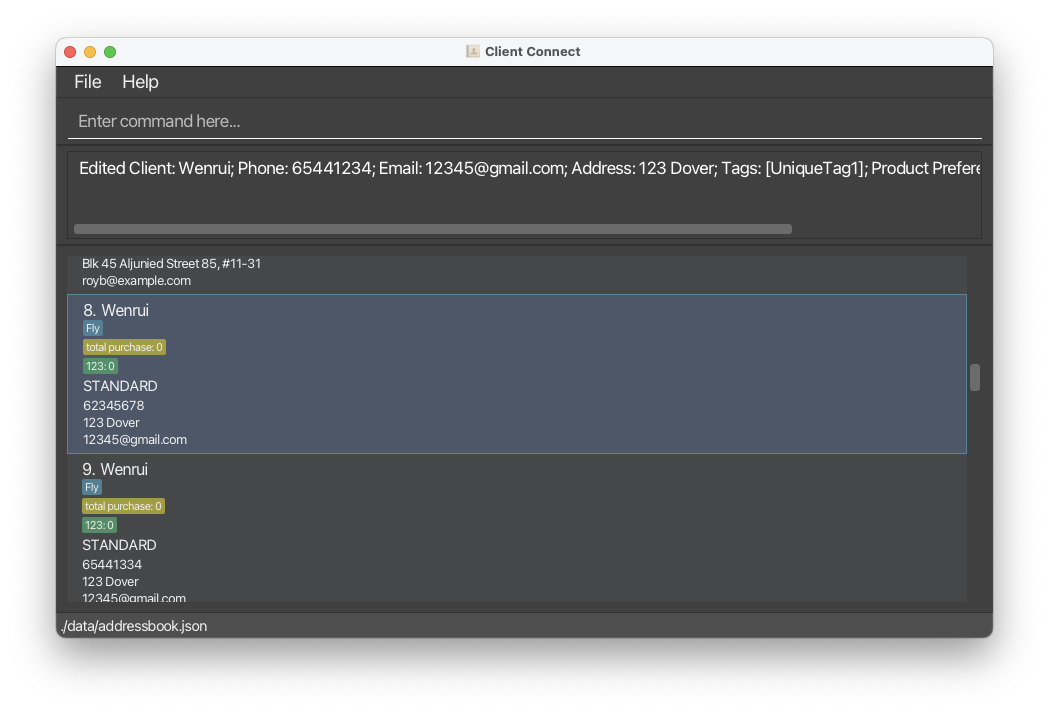 Client Connect
File Help
Enter command here...
Edited Client: Wenrui; Phone: 65441234; Email: 12345@gmail.com; Address: 123 Dover; Tags: [UniqueTag1]; Product Prefere
Blk 45 Aljunied Street 85, #11-31
royb@example.com
8. Wenrui
Fly
total purchase: 0
123: 0
STANDARD
62345678
123 Dover
12345@gmail.com
9. Wenrui
Fly
total purchase: 0
123: 0
STANDARD
65441334
123 Dover
12345@gmail.com
./data/addressbook.json